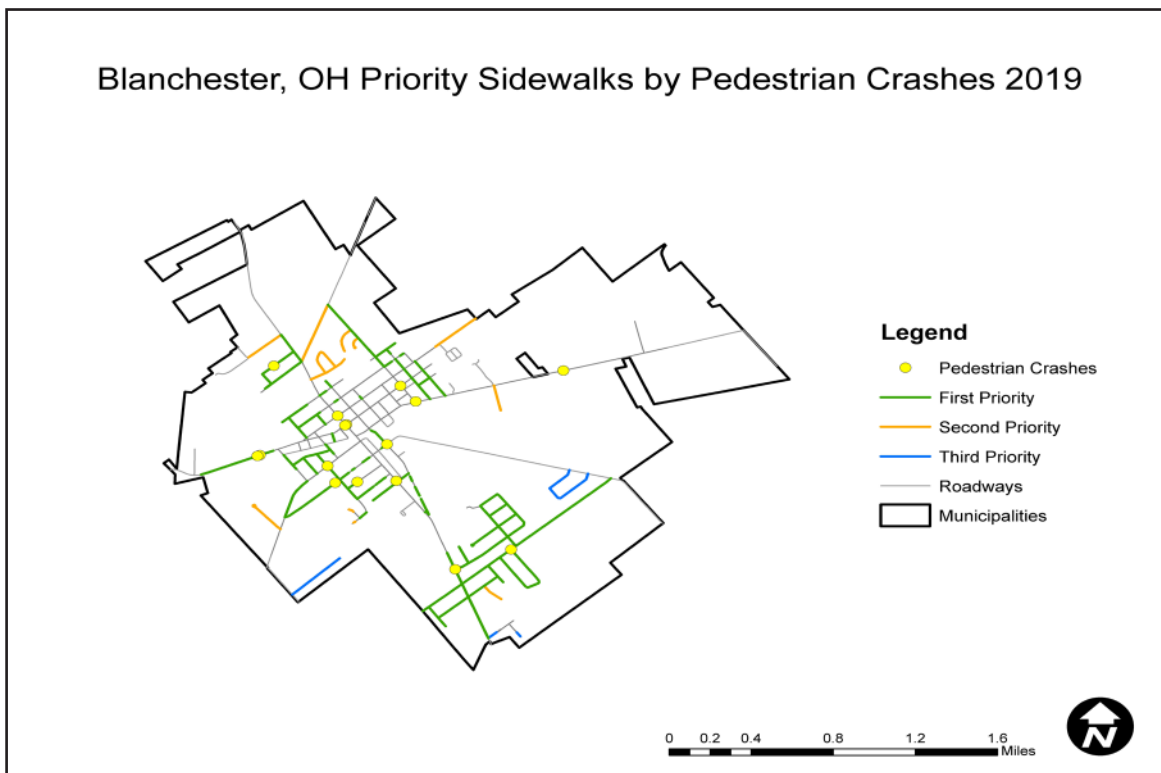 Blanchester, OH Priority Sidewalks by Pedestrian Crashes 2019
Legend
Pedestrian Crashes
First Priority
Second Priority
Third Priority
Roadways
Municipalities
0 0.2 0.4 0.8 1.2 1.6
Miles
N